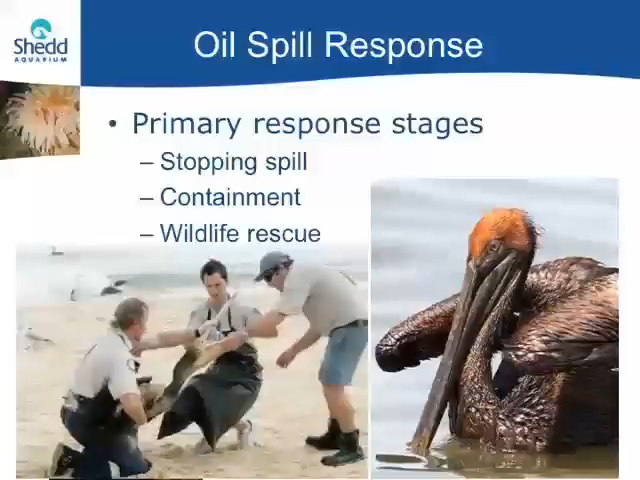 Shedd
AQUARIUM
Oil Spill Response
• Primary response stages
– Stopping spill
– Containment
– Wildlife rescue